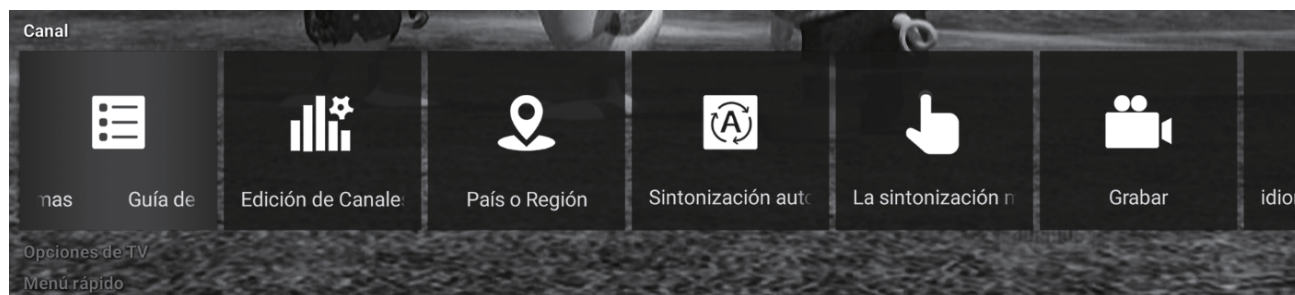 Canal
mas Guía de
Edición de Canale
País o Región
Sintonización auto
La sintonización
Grabar
idio
Opciones de TV
Menú rápido